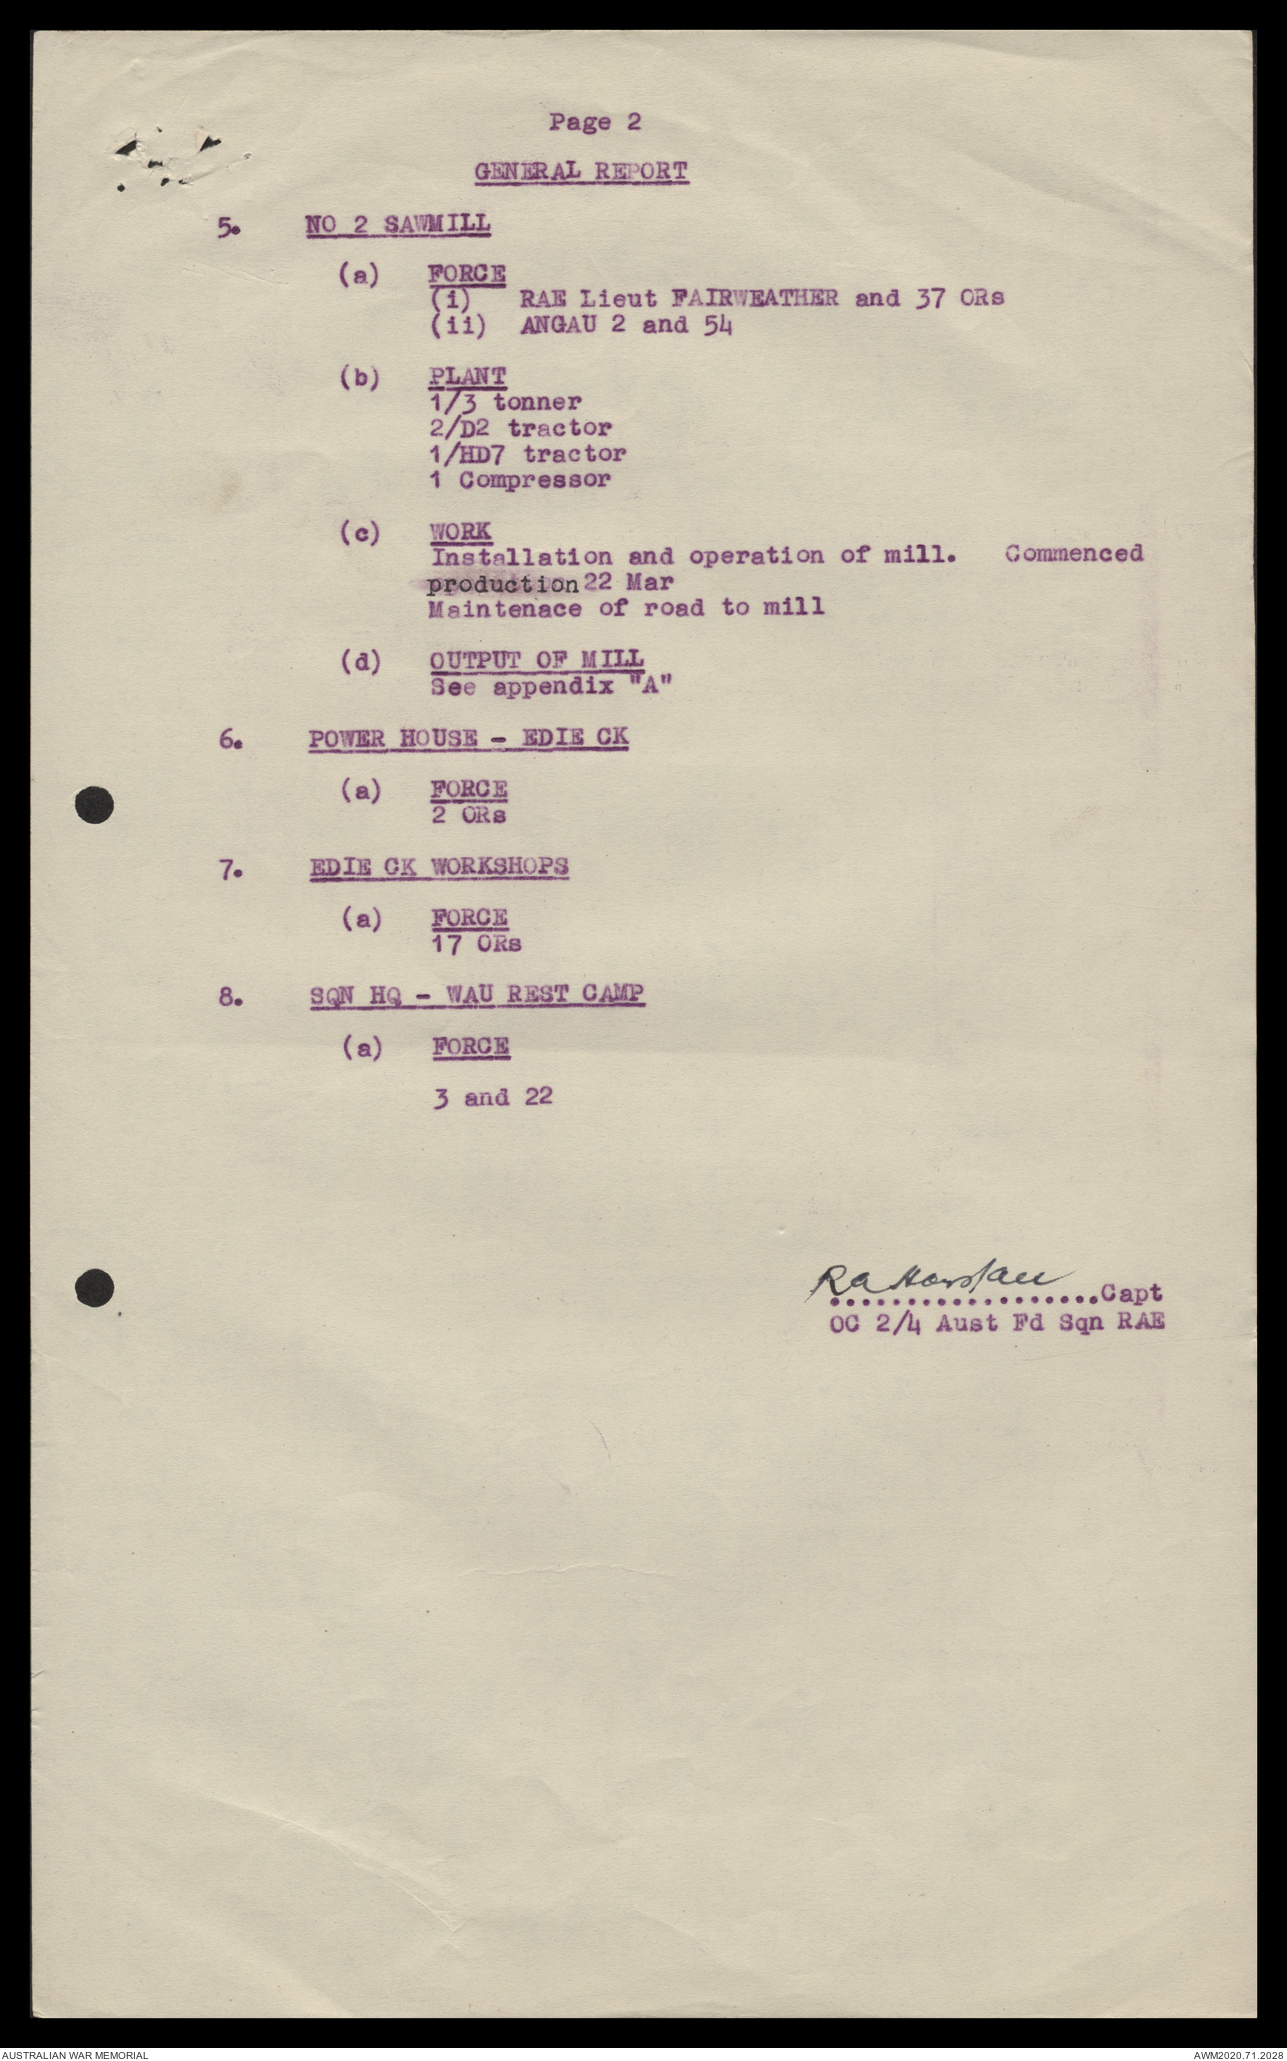 Page 2
GENERAL REPORT
5. NO 2 SAWMILL
(a) FORCE
(i) RAE Lieut FAIRWEATHER and 37 ORs
(ii) ANGAU 2 and 54
(b) PLANT
1/3 tonner
2/D2 tractor
1/HD7 tractor
1 Compressor
(c) WORK
Installation and operation of mill. Commenced
production 22 Mar
Maintenace of road to mill
(d) OUTPUT OF MILL
See appendix "A"
6. POWER HOUSE - EDIE CK
(a) FORCE
2 ORs
7. EDIE CK WORKSHOPS
(a) FORCE
17 ORs
8. SQN HQ - WAU REST CAMP
(a) FORCE
3 and 22
..................Capt
OC 2/4 Aust Fd Sqn RAE
AUSTRALIAN WAR MEMORIAL
AWM2020.71.2028